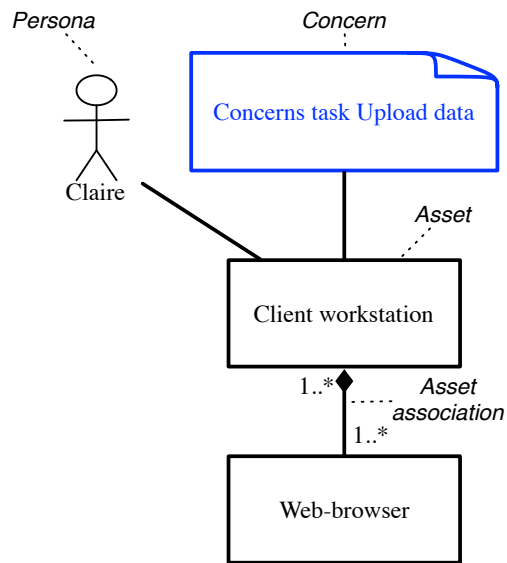 Persona
Concern
Concerns task Upload data
Claire
Asset
Client workstation
1..*
Asset
association
1..*
Web-browser